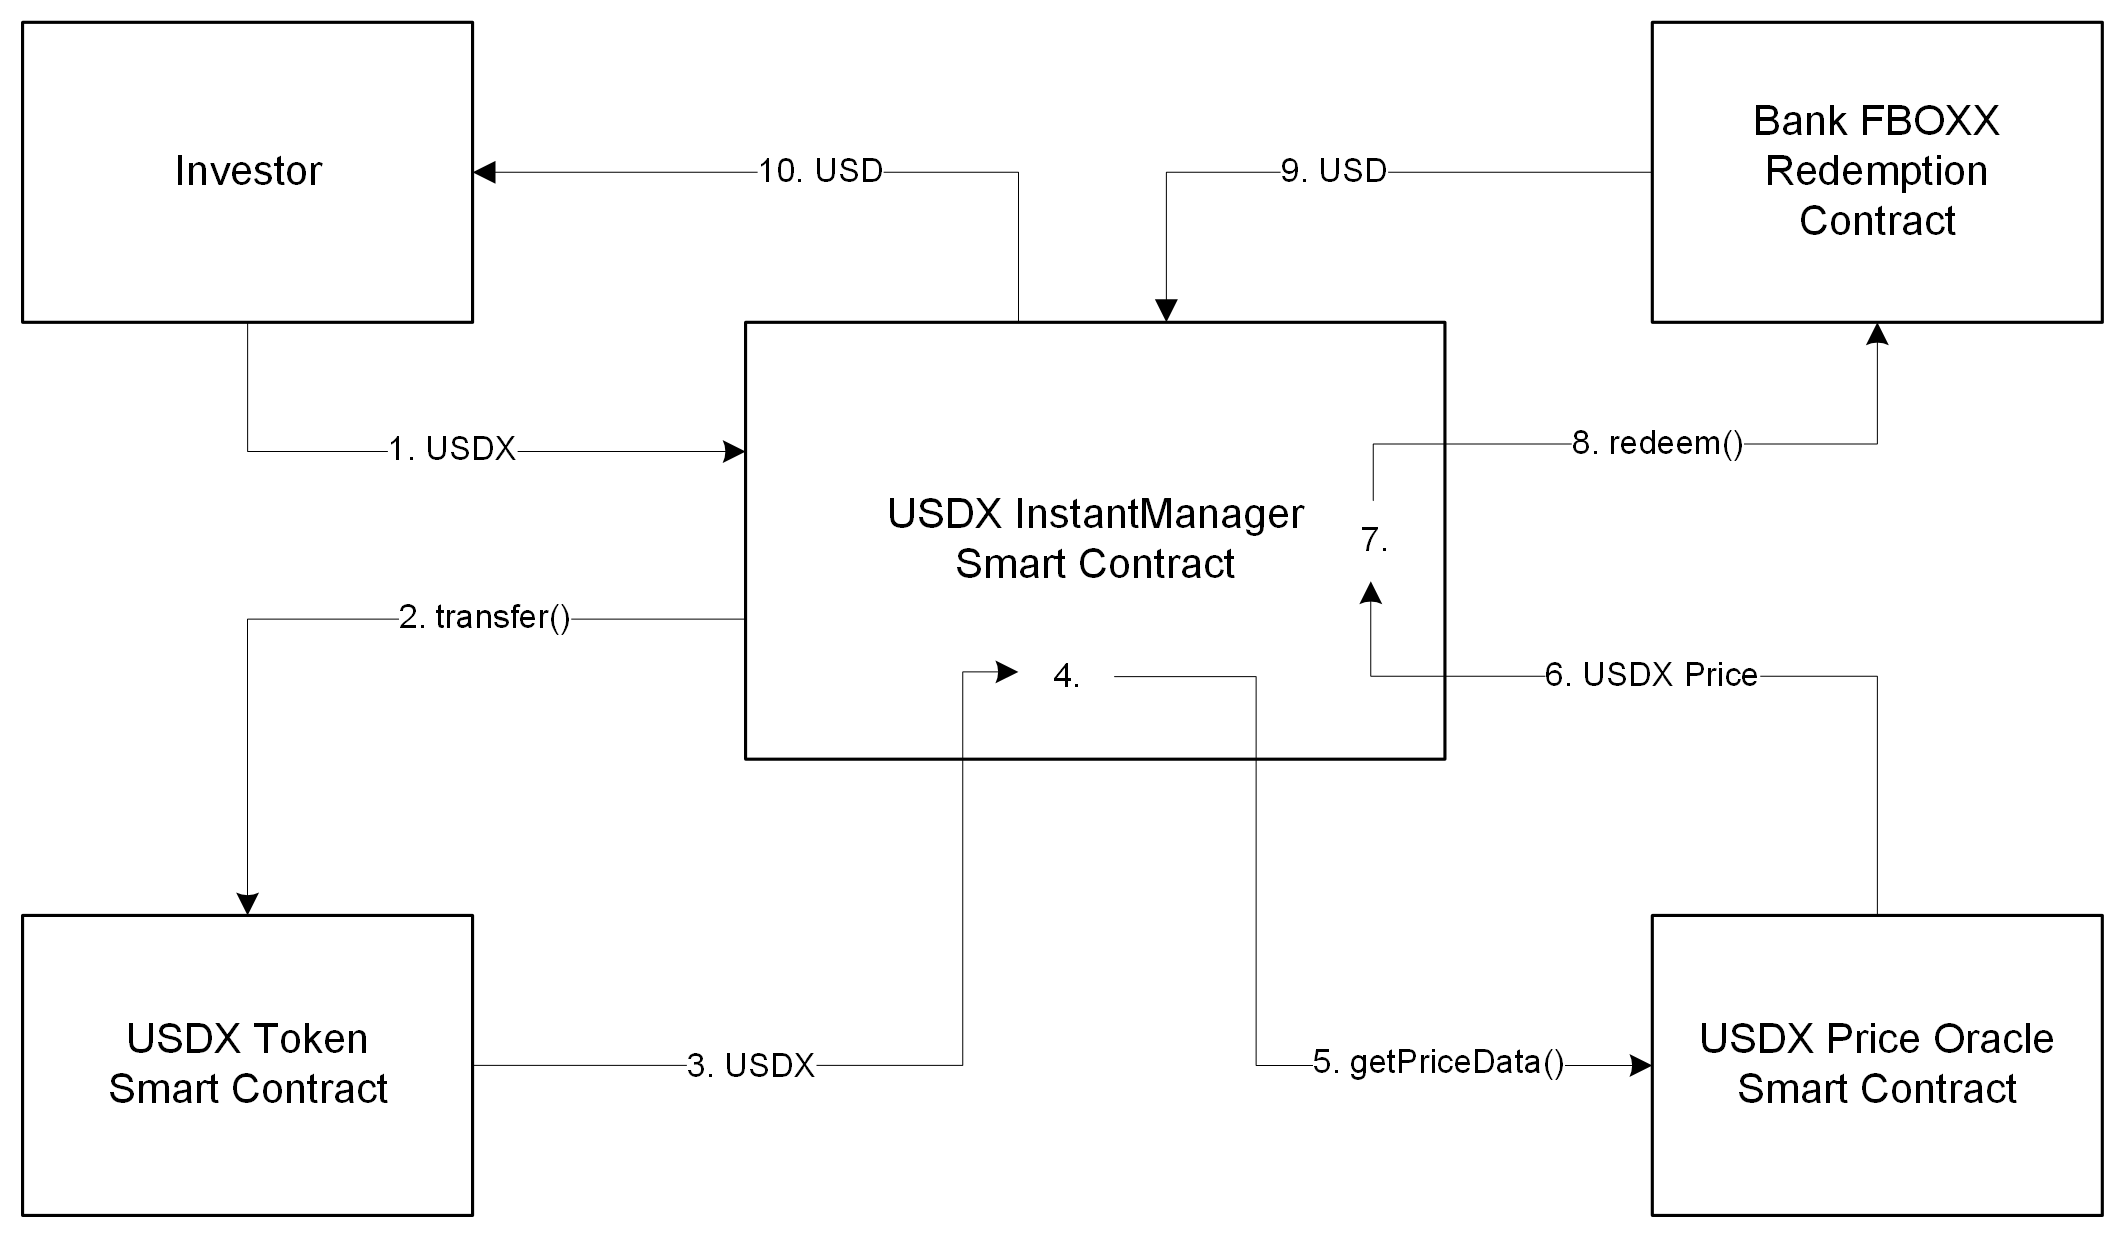 Investor
10. USD
9. USD
Bank FBOXX
Redemption
Contract
1. USDX
8. redeem()
USDX InstantManager
Smart Contract
7.
2. transfer()
4.
6. USDX Price
USDX Token
Smart Contract
3. USDX
5. getPriceData()
USDX Price Oracle
Smart Contract